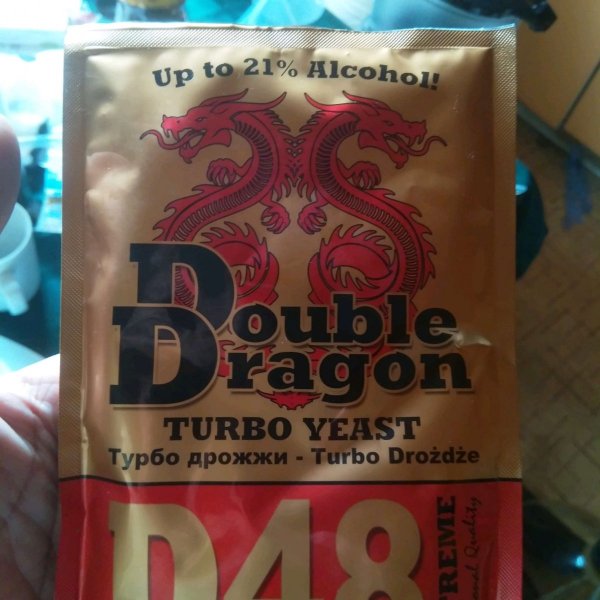 Up to 21% Alcohol!
Double
Dragon
TURBO YEAST
Турбо дрожжи - Turbo Drożdże
D48